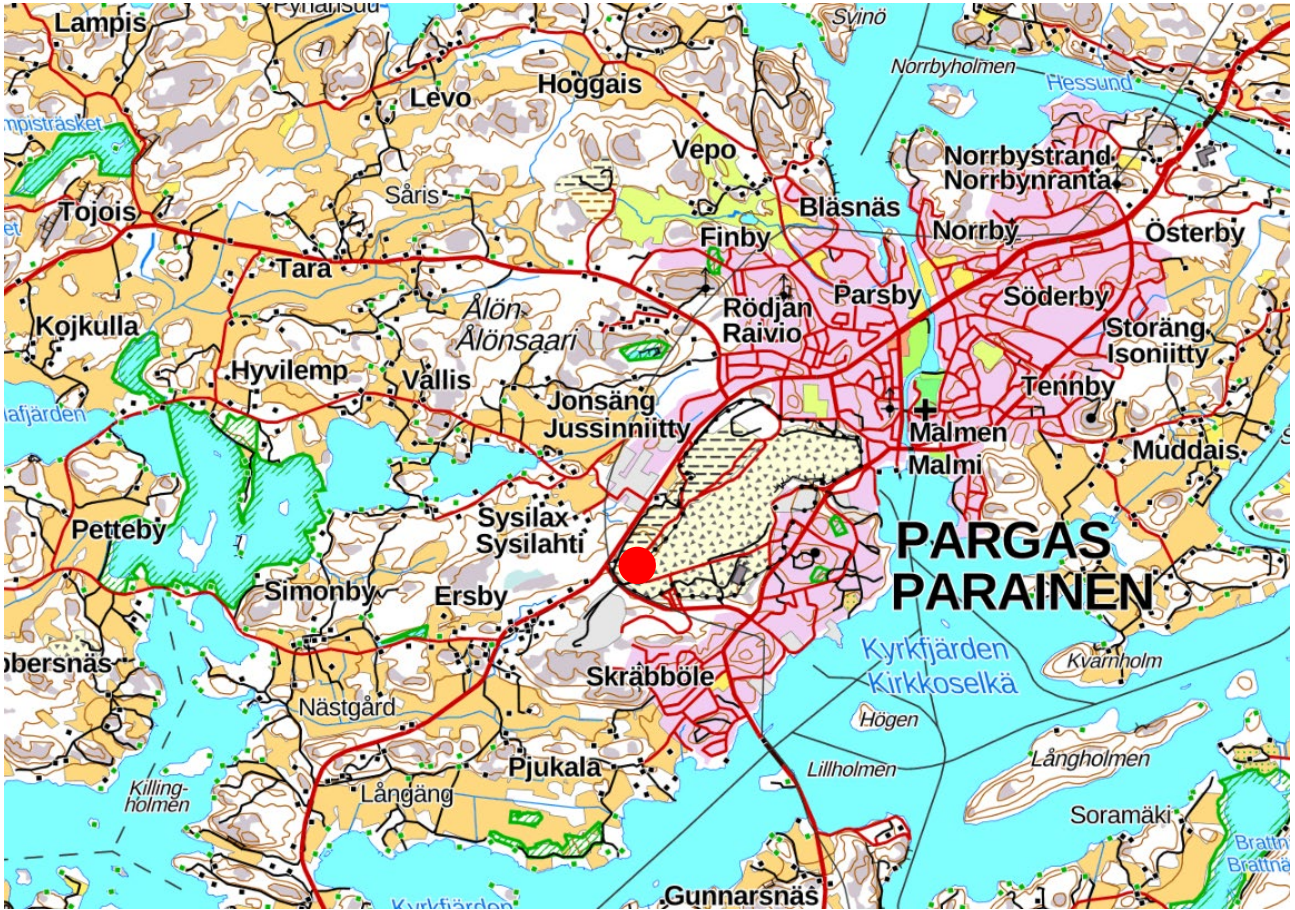 Lampis
Svinö
Norrbyholmen
Hessund
Hoggais
Levo
Vepo
Norrbystrand
Norrbynranta
Såris
Tojois
Bläsnäs
Norrby
Österby
Finby
Tara
Rödjan
Raivio
Parsby
Söderby
Ålön
Ålönsaari
Kojkulla
Storäng
Isoniitty
Hyvilemp
Vallis
Tennby
Jonsäng
Jussinniitty
Malmen
Malmi
Muddais
Petteby
Sysilax
Sysilahti
PARGAS
PARAINEN
Simonby
Ersby
Kyrkfjärden
Kirkkoselkä
Kvarnholm
Skräbböle
Nästgård
Högen
Långholmen
Pjukala
Lillholmen
Killing-
holmen
Långäng
Soramäki
Gunnarsnäs